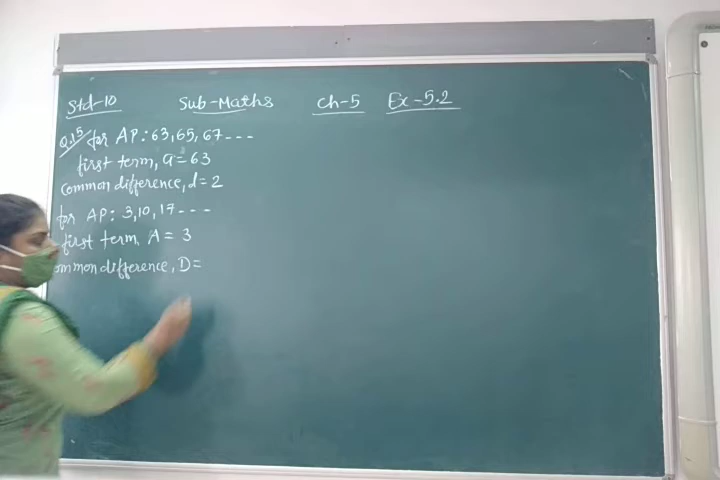 Std-10 Sub-Maths Ch-5 Ex-5.2
Q.15 for AP: 63, 65, 67 - - -
first term, a = 63
common difference, d = 2
for AP: 3, 10, 17 - - -
first term A = 3
ommon difference, D =